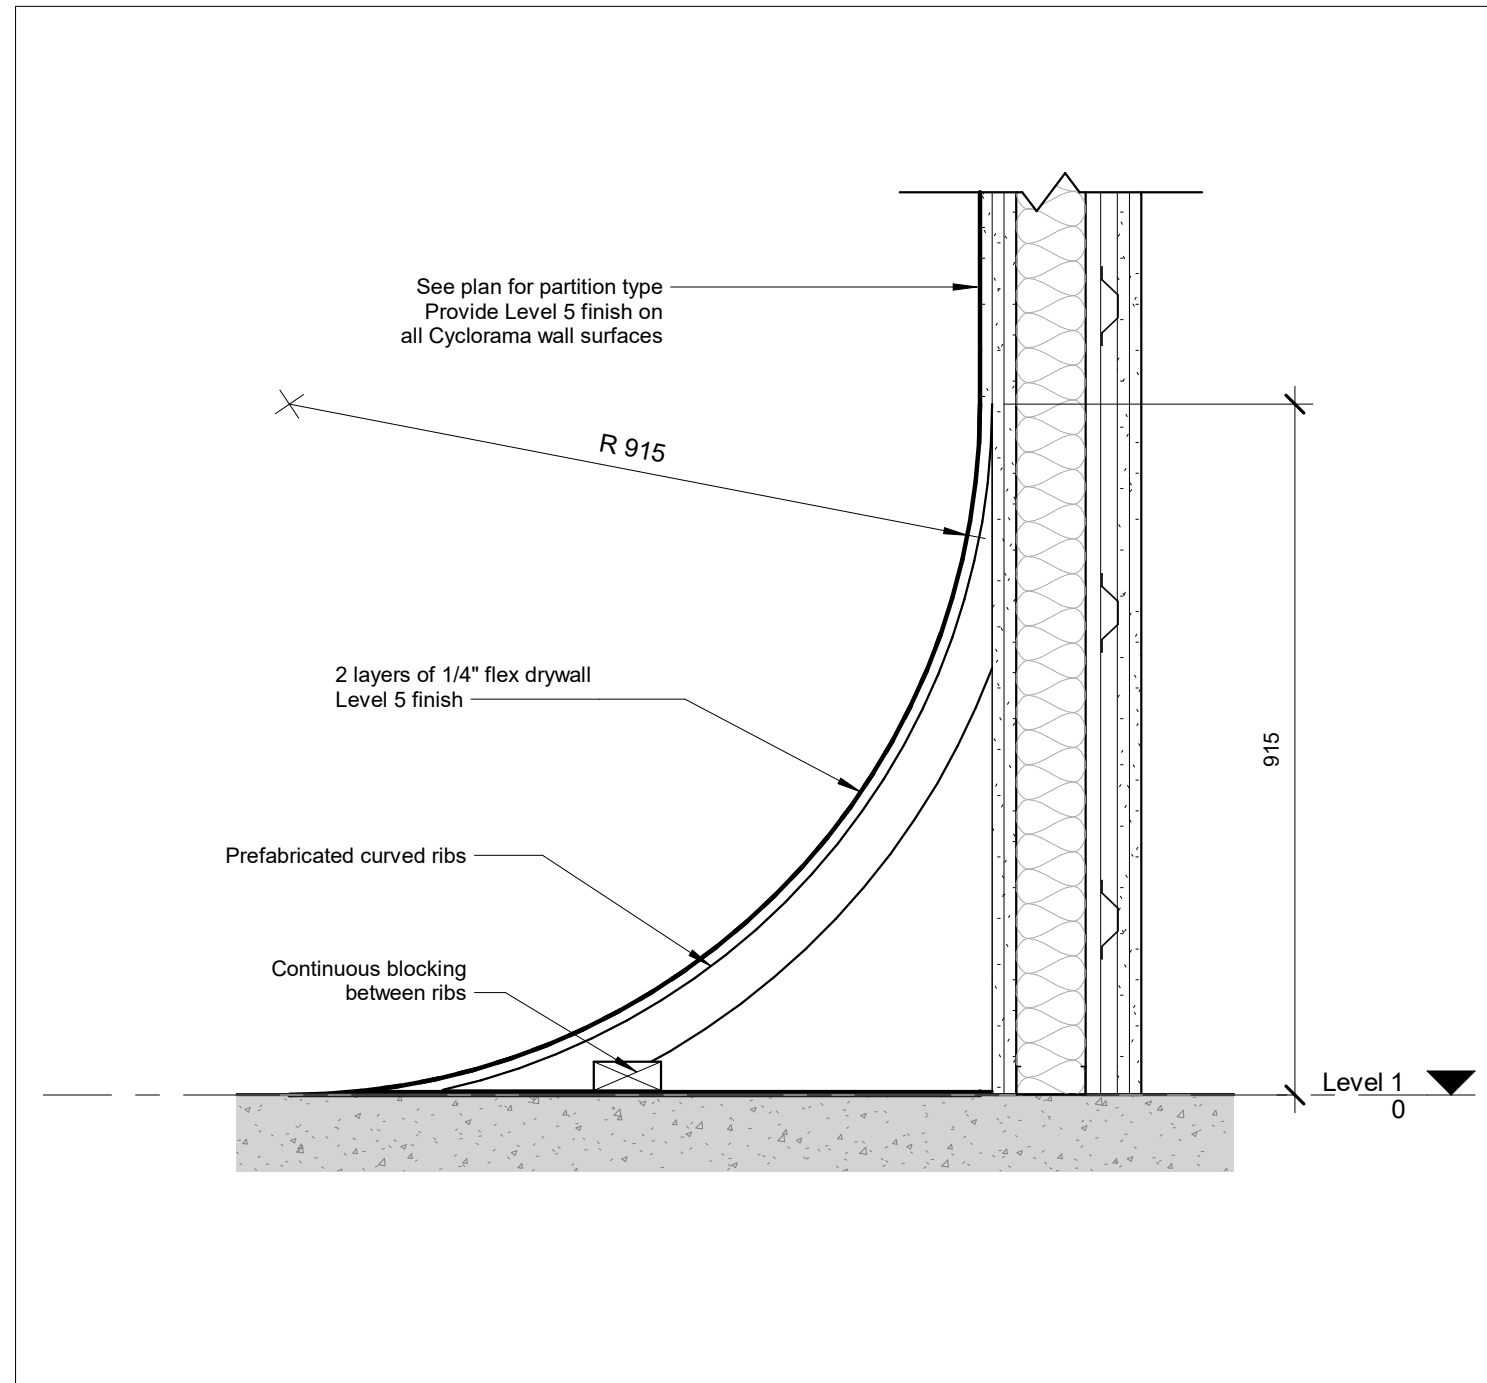 See plan for partition type
Provide Level 5 finish on
all Cyclorama wall surfaces
R 915
2 layers of 1/4" flex drywall
Level 5 finish
915
Prefabricated curved ribs
Continuous blocking
between ribs
Level 1
0